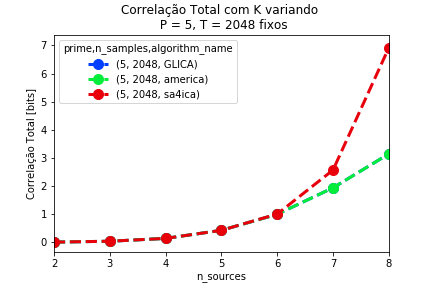 Correlação Total com K variando
P = 5, T = 2048 fixos
prime,n_samples,algorithm_name
(5, 2048, GLICA)
(5, 2048, america)
(5, 2048, sa4ica)
Correlação Total [bits]
7
6
5
4
3
2
1
0
2 3 4 5 6 7 8
n_sources